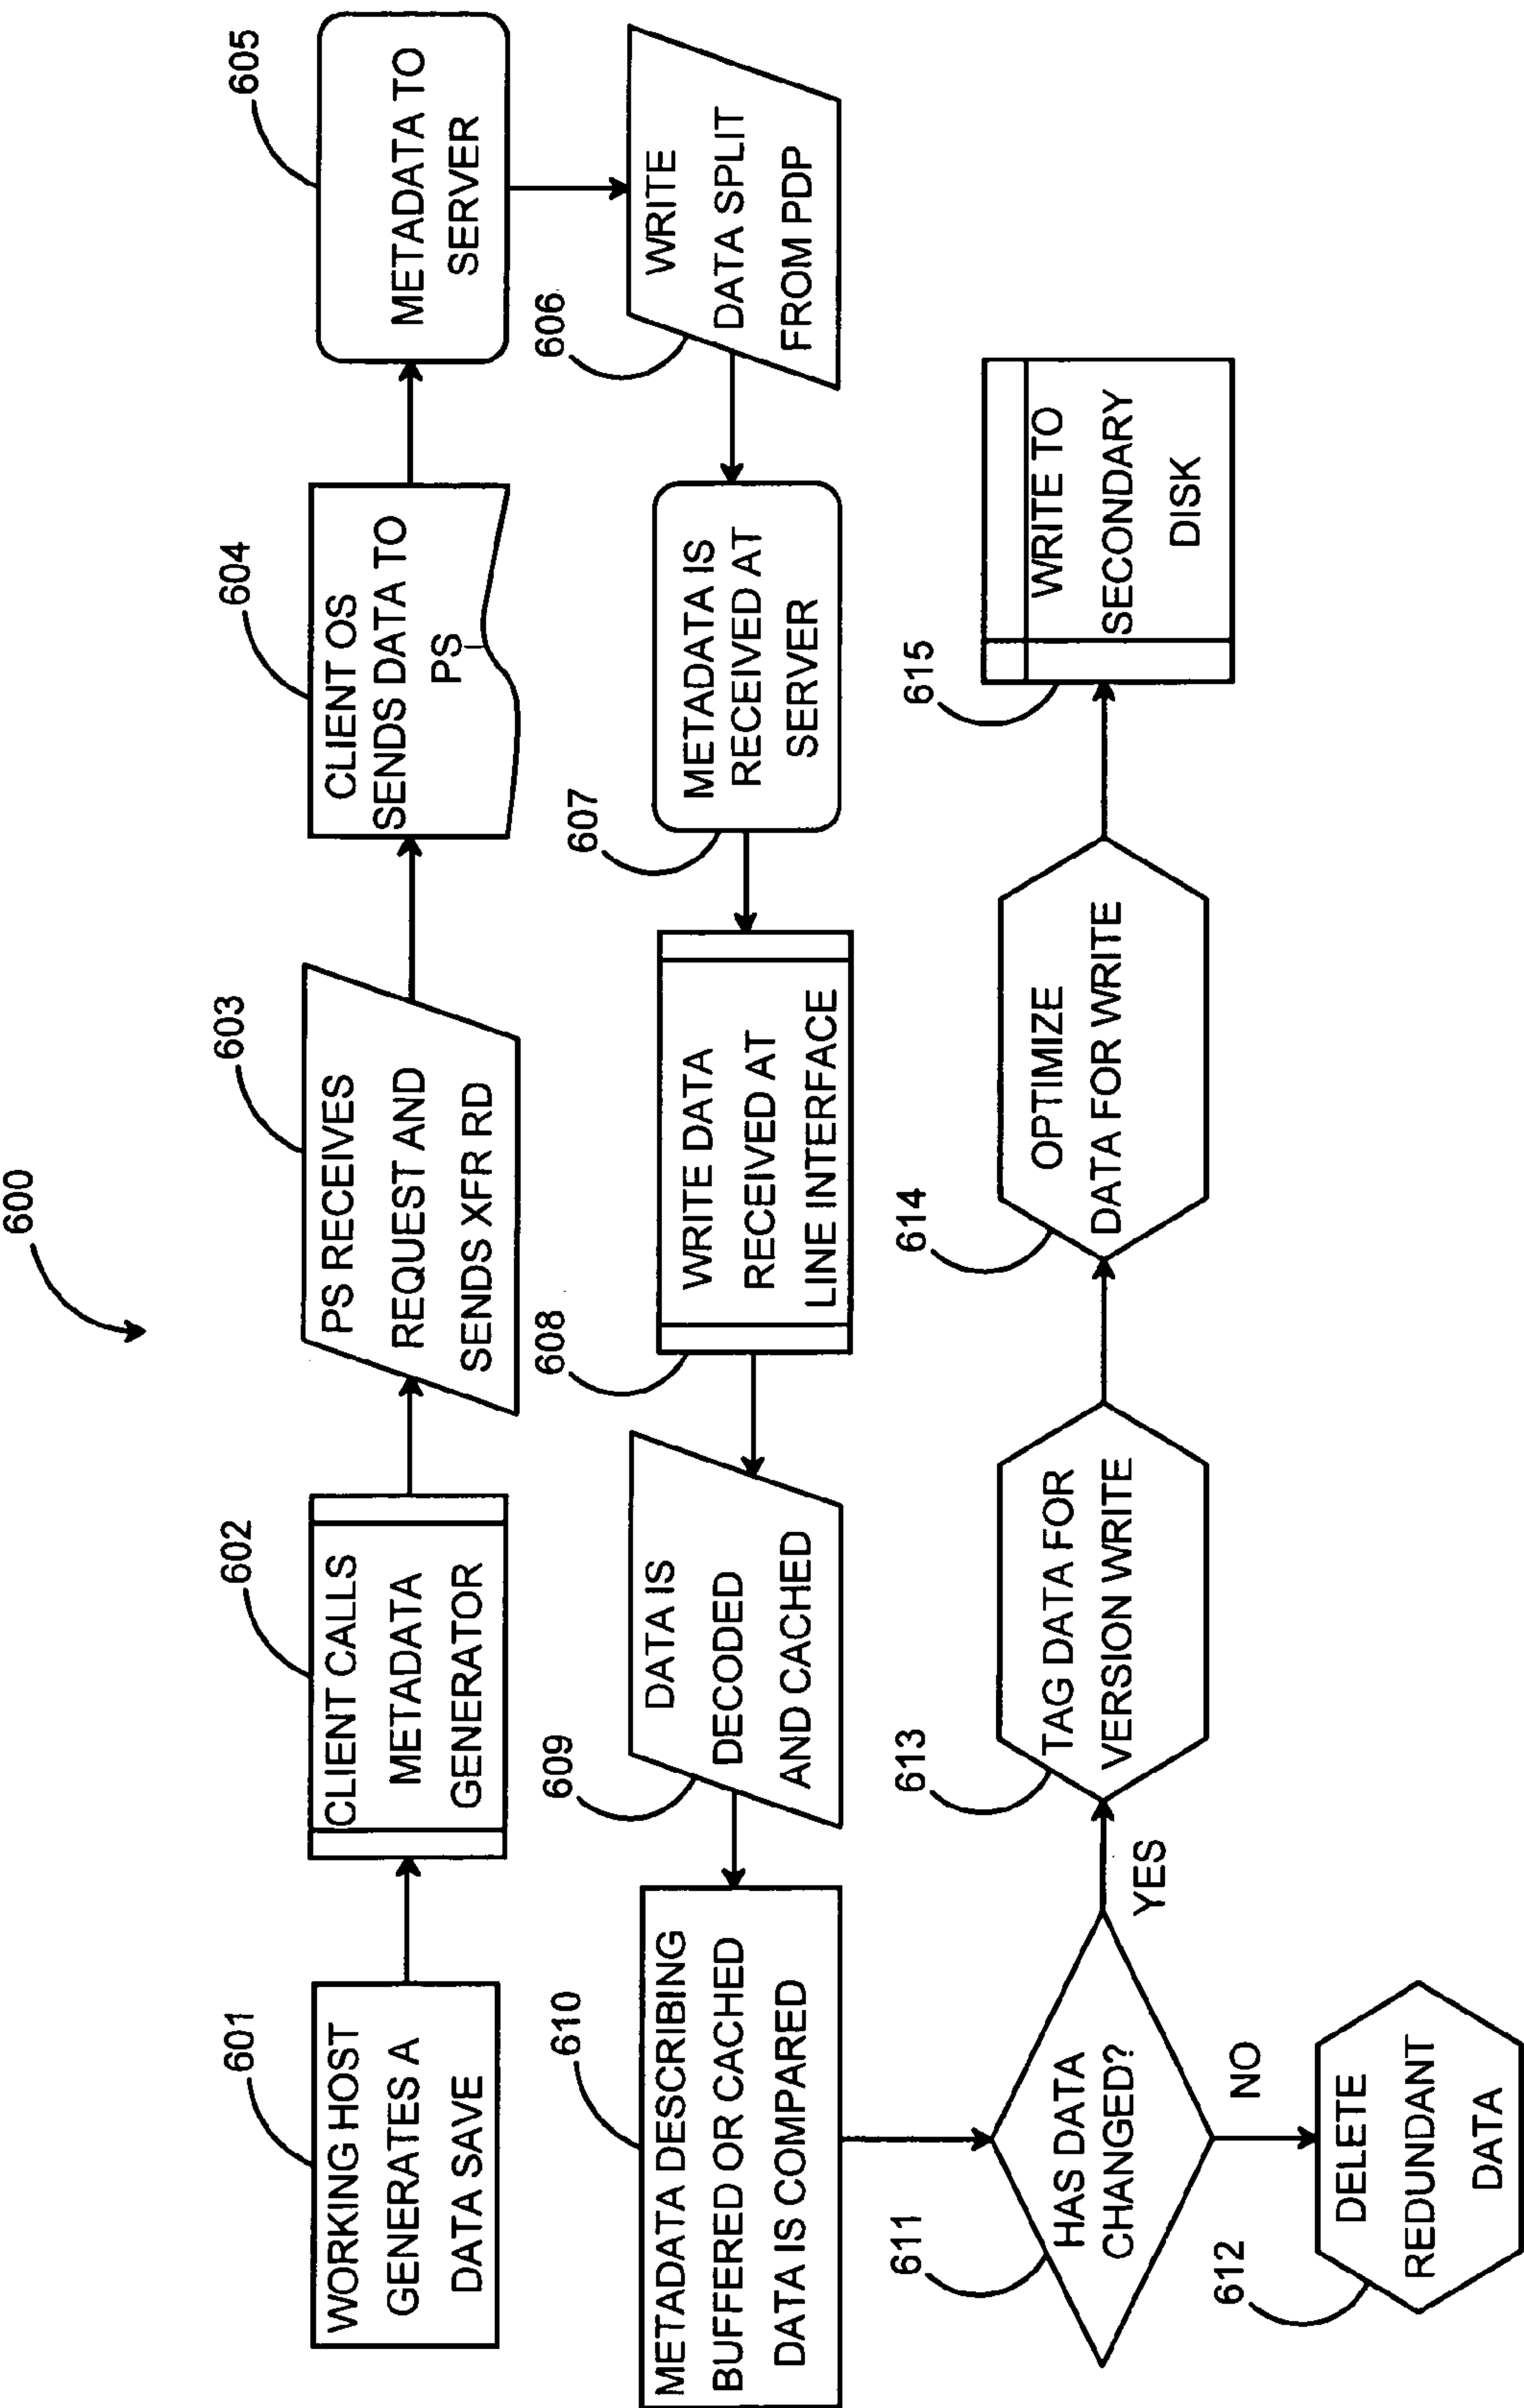 600
601
WORKING HOST
GENERATES A
DATA SAVE
602
CLIENT CALLS
METADATA
GENERATOR
603
PS RECEIVES
REQUEST AND
SENDS XFR RD
604
CLIENT OS
SENDS DATA TO
PS
605
METADATA TO
SERVER
606
WRITE
DATA SPLIT
FROM PDP
607
METADATA IS
RECEIVED AT
SERVER
608
WRITE DATA
RECEIVED AT
LINE INTERFACE
609
DATA IS
DECODED
AND CACHED
610
METADATA DESCRIBING
BUFFERED OR CACHED
DATA IS COMPARED
611
HAS DATA
CHANGED?
YES
NO
612
DELETE
REDUNDANT
DATA
613
TAG DATA FOR
VERSION WRITE
614
OPTIMIZE
DATA FOR WRITE
615
WRITE TO
SECONDARY
DISK